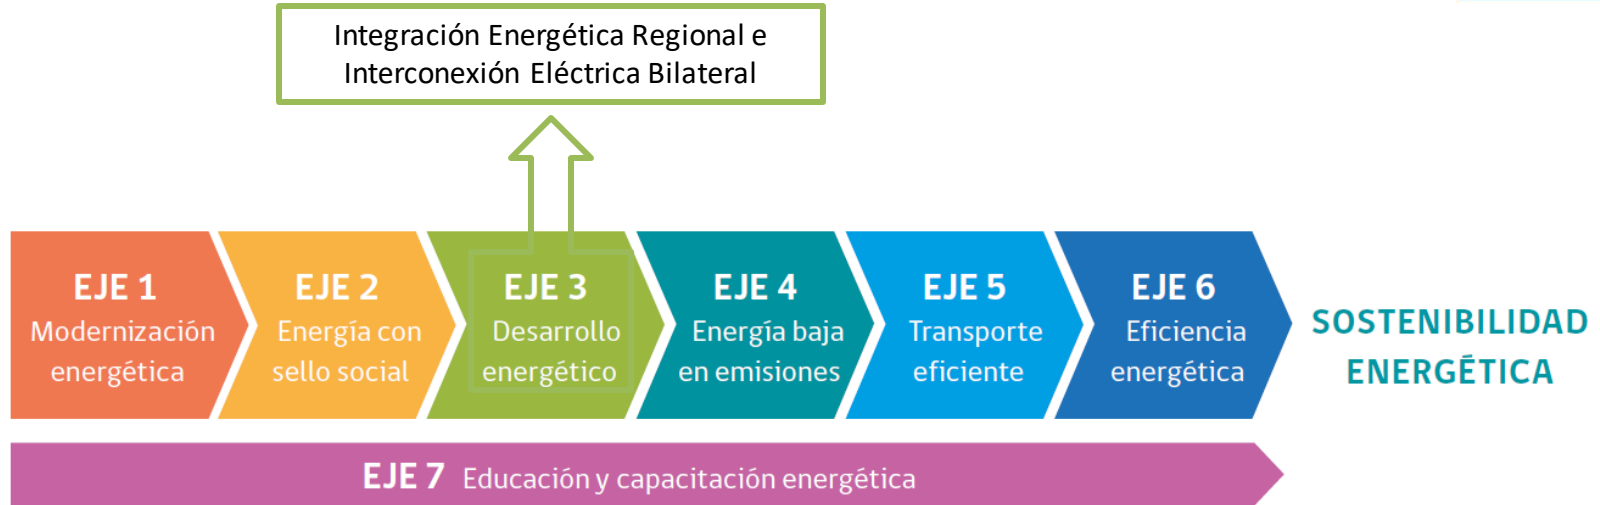 Integración Energética Regional e
Interconexión Eléctrica Bilateral
EJE 1
Modernización
energética
EJE 2
Energía con
sello social
EJE 3
Desarrollo
energético
EJE 4
Energía baja
en emisiones
EJE 5
Transporte
eficiente
EJE 6
Eficiencia
energética
SOSTENIBILIDAD
ENERGÉTICA
EJE 7 Educación y capacitación energética